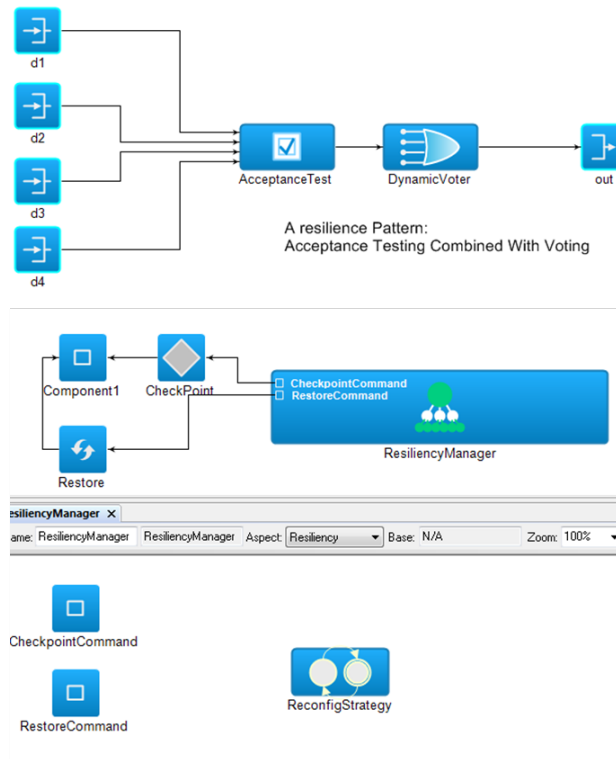 d1
d2
d3
d4
AcceptanceTest
DynamicVoter
out
A resilience Pattern:
Acceptance Testing Combined With Voting
CheckpointCommand
RestoreCommand
Component1
CheckPoint
ResiliencyManager
Restore
esiliencyManager X
ame: ResiliencyManager ResiliencyManager Aspect: Resiliency Base: N/A Zoom: 100%
CheckpointCommand
ReconfigStrategy
RestoreCommand